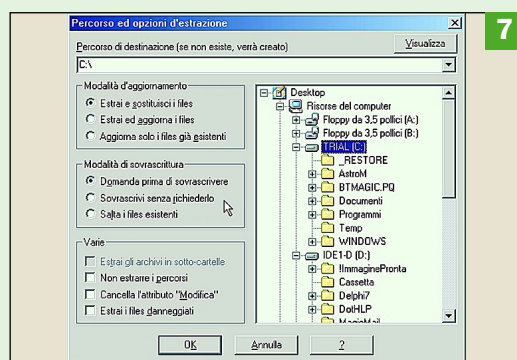 7
Percorso ed opzioni d'estrazione
Percorso di destinazione (se non esiste, verrà creato)
Visualizza
C:\
Modalità d'aggiornamento
Estrai e sostituisci i files
Estrai ed aggiorna i files
Aggiorna solo i files già esistenti
Modalità di sovrascrittura
Domanda prima di sovrascrivere
Sovrascrivi senza richiederlo
Salta i files esistenti
Varie
Estrai gli archivi in sotto-cartelle
Non estrarre i percorsi
Cancella l'attributo "Modifica"
Estrai i files danneggiati
Desktop
Risorse del computer
Floppy da 3,5 pollici (A:)
Floppy da 3,5 pollici (B:)
TRIAL (C:)
_RESTORE
AstroM
BTMAGIC.PQ
Documenti
Programmi
Temp
WINDOWS
IDE1-D (D:)
!ImmaginePronta
Cassetta
Delphi7
DotHLP
MagicMail
OK
Annulla
?